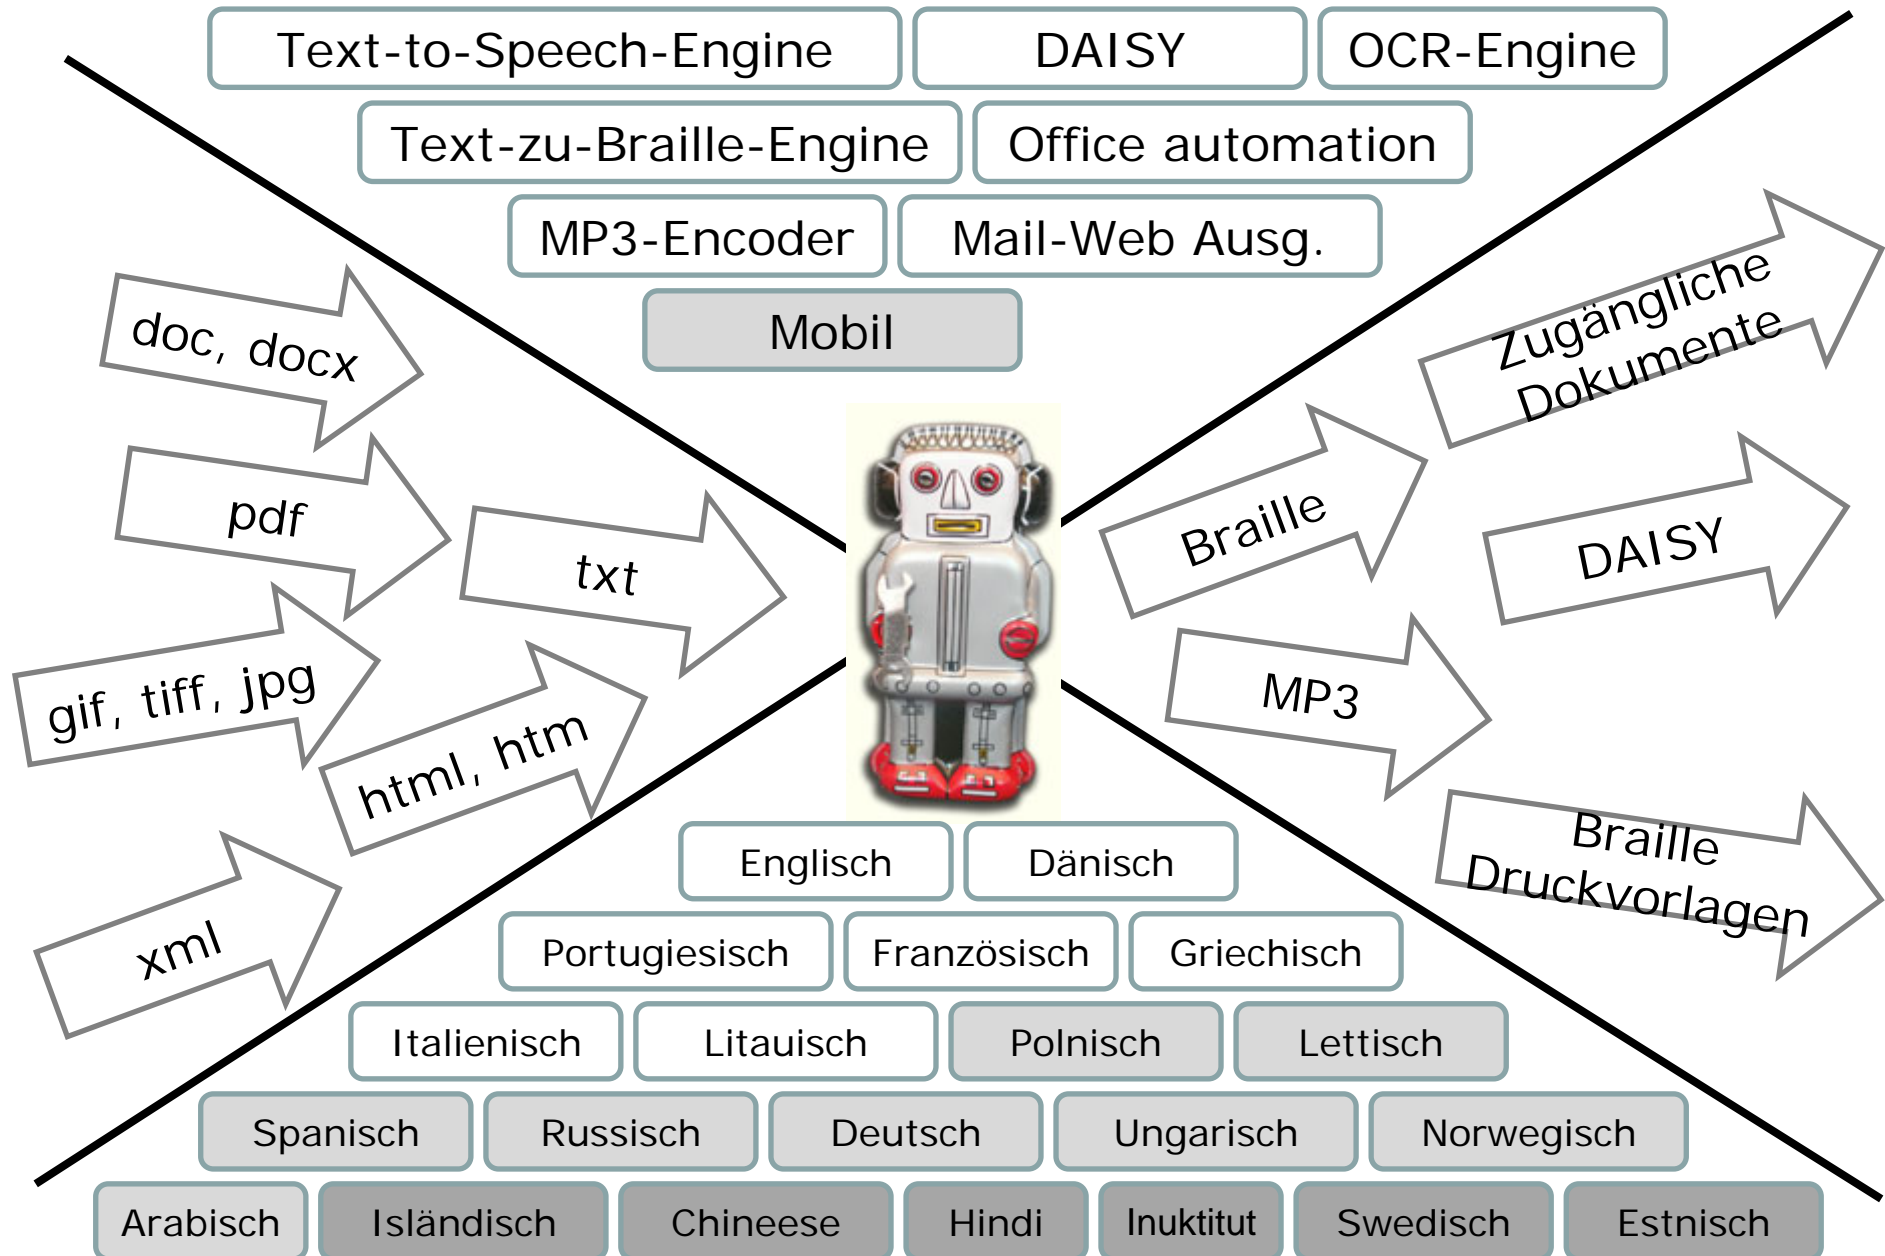 Text-to-Speech-Engine
DAISY
OCR-Engine
Text-zu-Braille-Engine
Office automation
MP3-Encoder
Mail-Web Ausg.
Mobil
doc, docx
pdf
txt
gif, tiff, jpg
html, htm
xml
Zugängliche
Dokumente
Braille
DAISY
MP3
Braille
Druckvorlagen
Englisch
Dänisch
Portugiesisch
Französisch
Griechisch
Italienisch
Litauisch
Polnisch
Lettisch
Spanisch
Russisch
Deutsch
Ungarisch
Norwegisch
Arabisch
Isländisch
Chineese
Hindi
Inuktitut
Swedisch
Estnisch